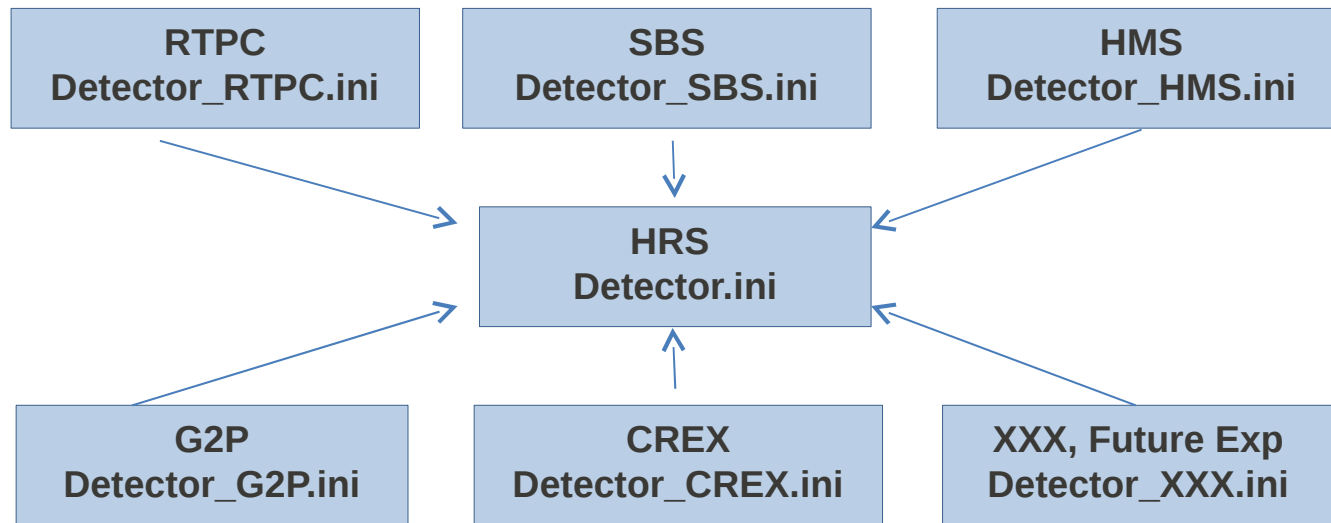 RTPC
Detector_RTPC.ini
SBS
Detector_SBS.ini
HMS
Detector_HMS.ini
HRS
Detector.ini
G2P
Detector_G2P.ini
CREX
Detector_CREX.ini
XXX, Future Exp
Detector_XXX.ini